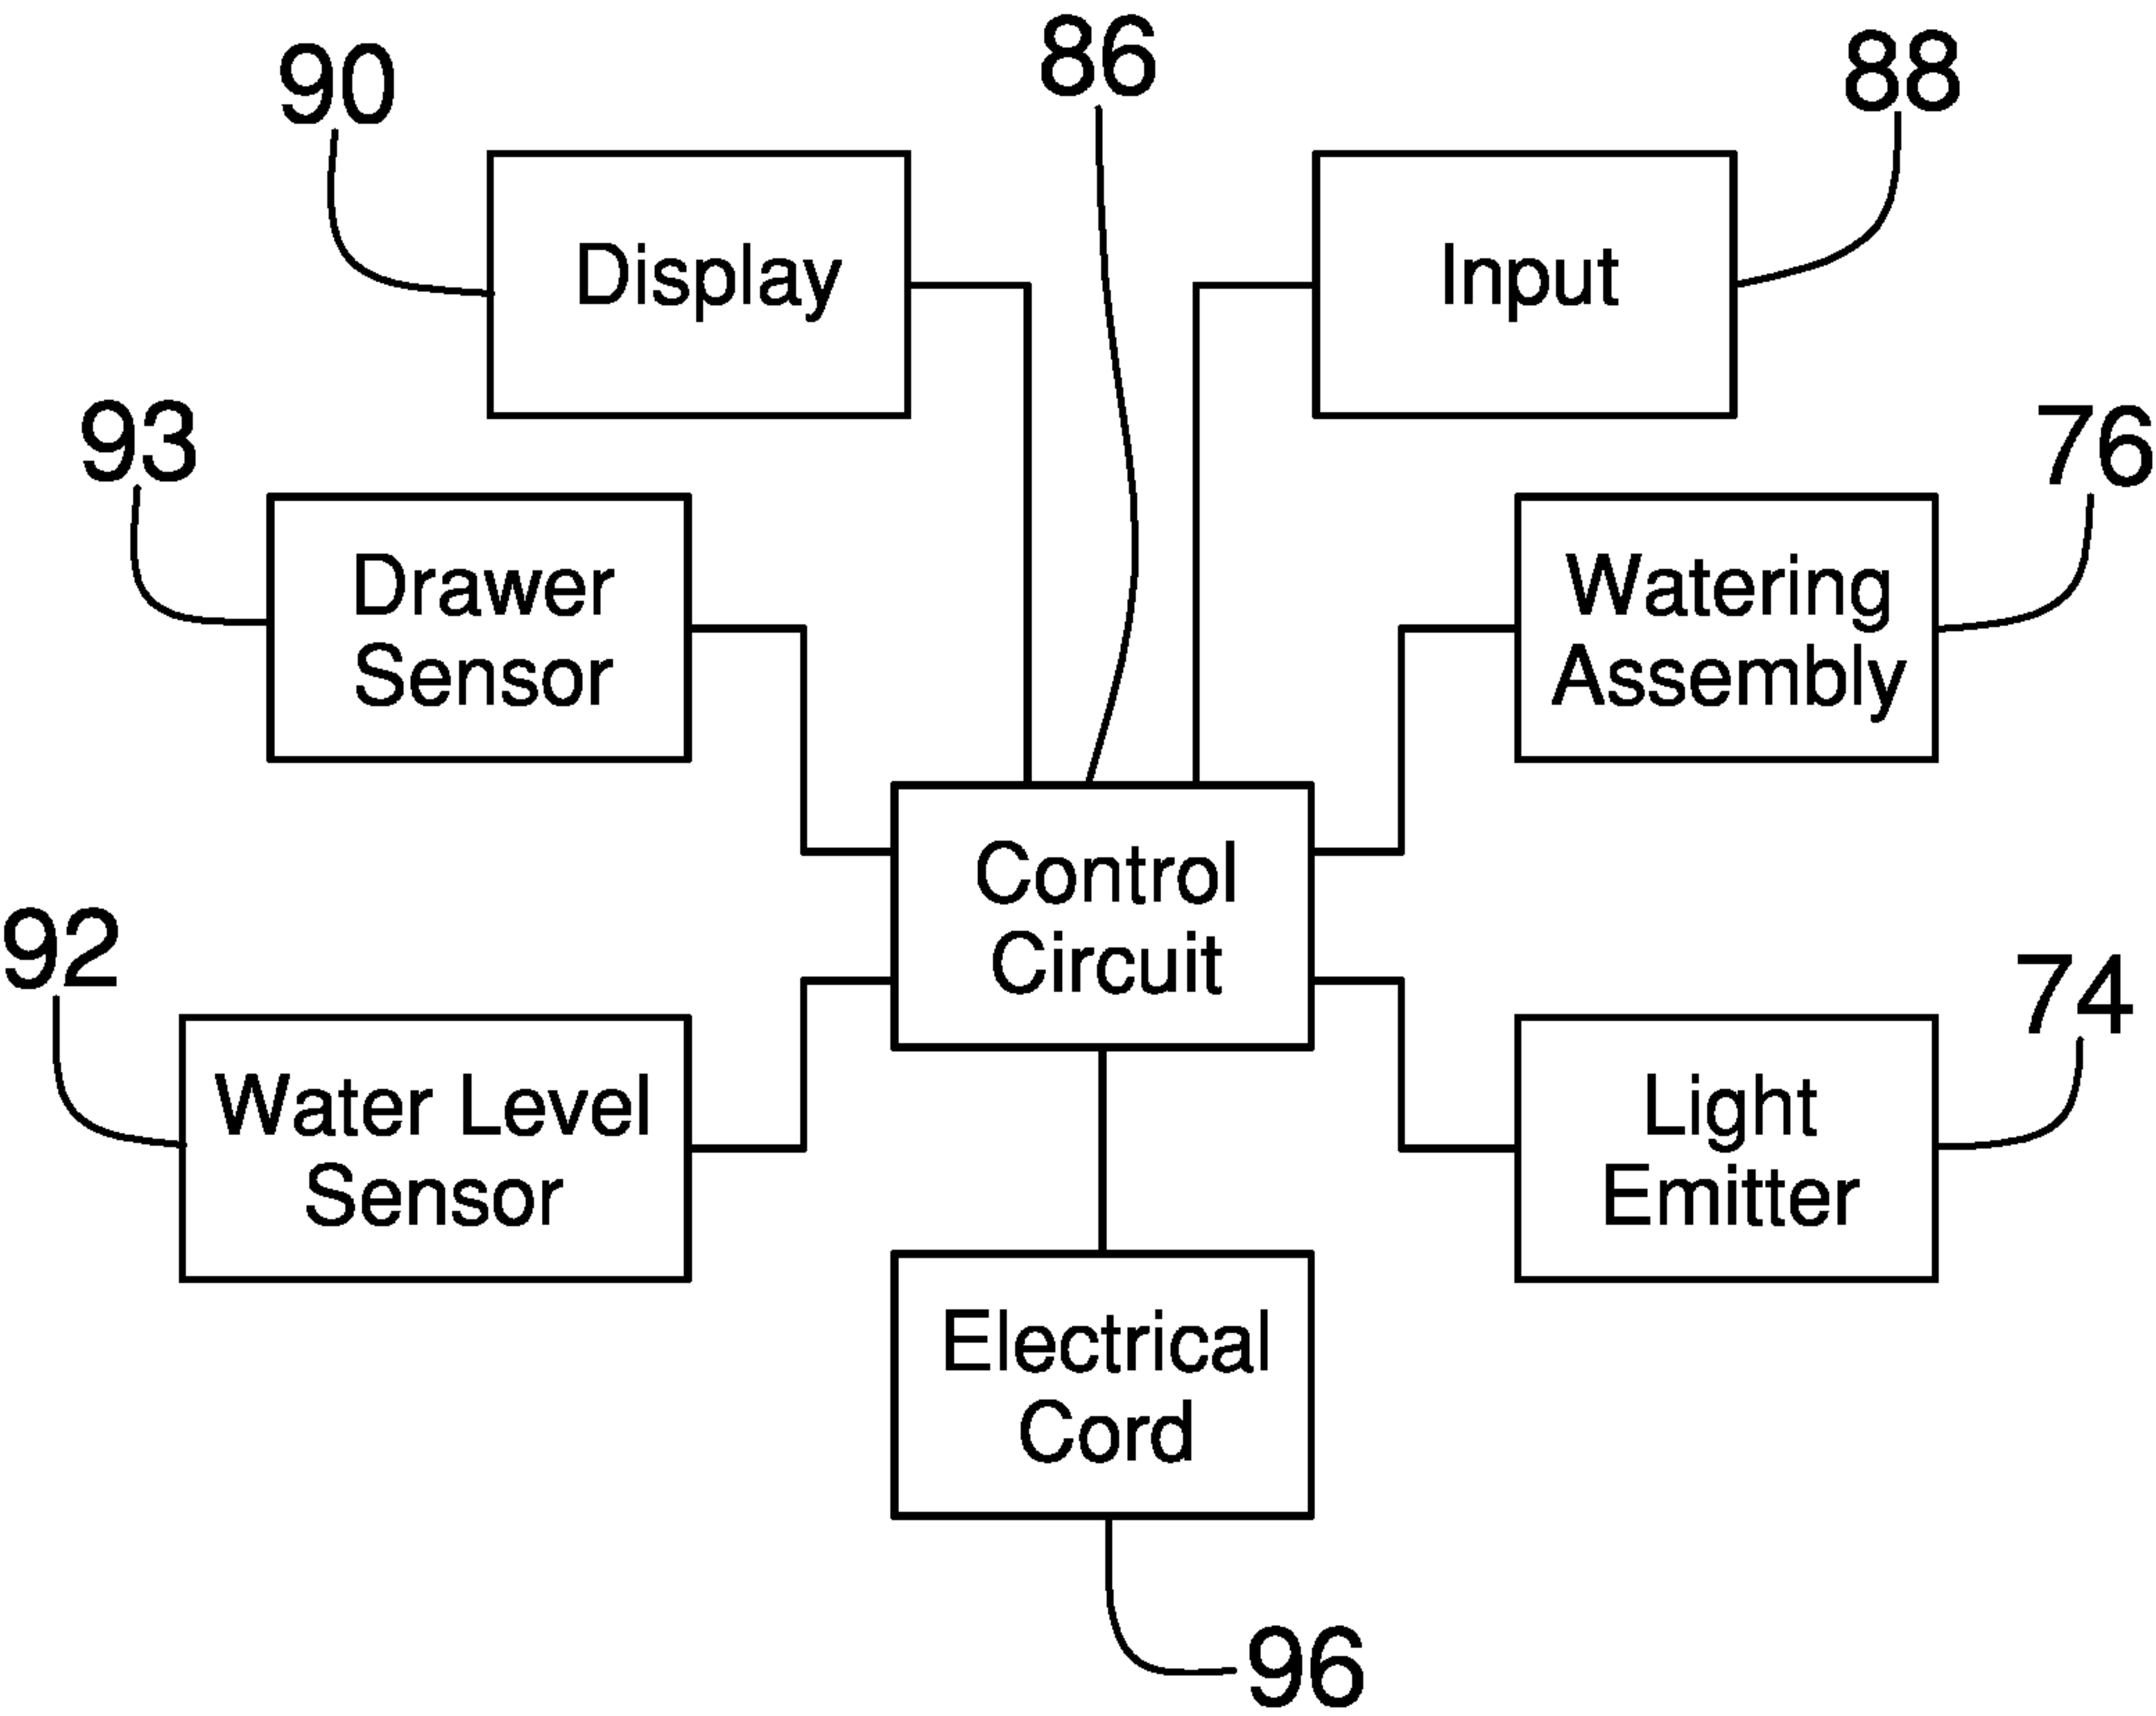 86
90
88
Display
Input
93
76
Drawer
Sensor
Watering
Assembly
Control
Circuit
92
74
Water Level
Sensor
Light
Emitter
Electrical
Cord
96